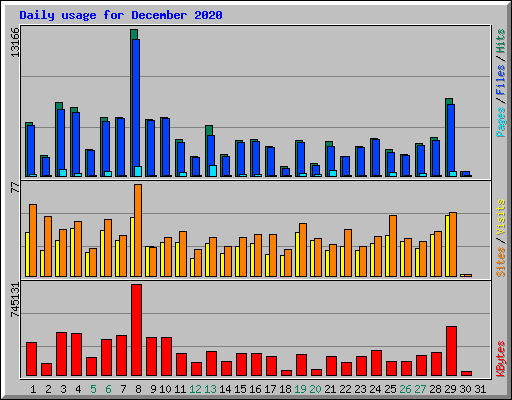 Daily usage for December 2020
13166
Pages / Files / Hits
77
Sites / Visits
745131
KBytes
1 2 3 4 5 6 7 8 9 10 11 12 13 14 15 16 17 18 19 20 21 22 23 24 25 26 27 28 29 30 31